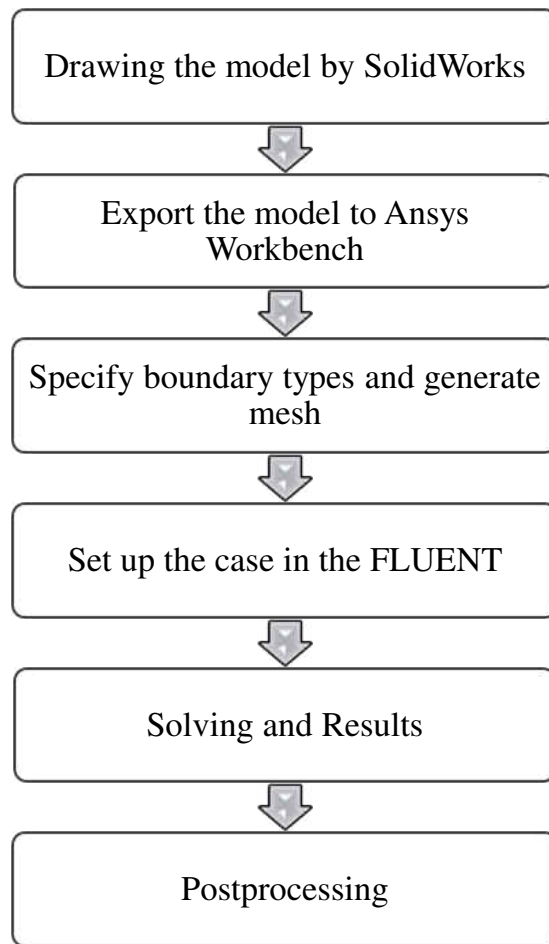 Drawing the model by SolidWorks
Export the model to Ansys
Workbench
Specify boundary types and generate
mesh
Set up the case in the FLUENT
Solving and Results
Postprocessing